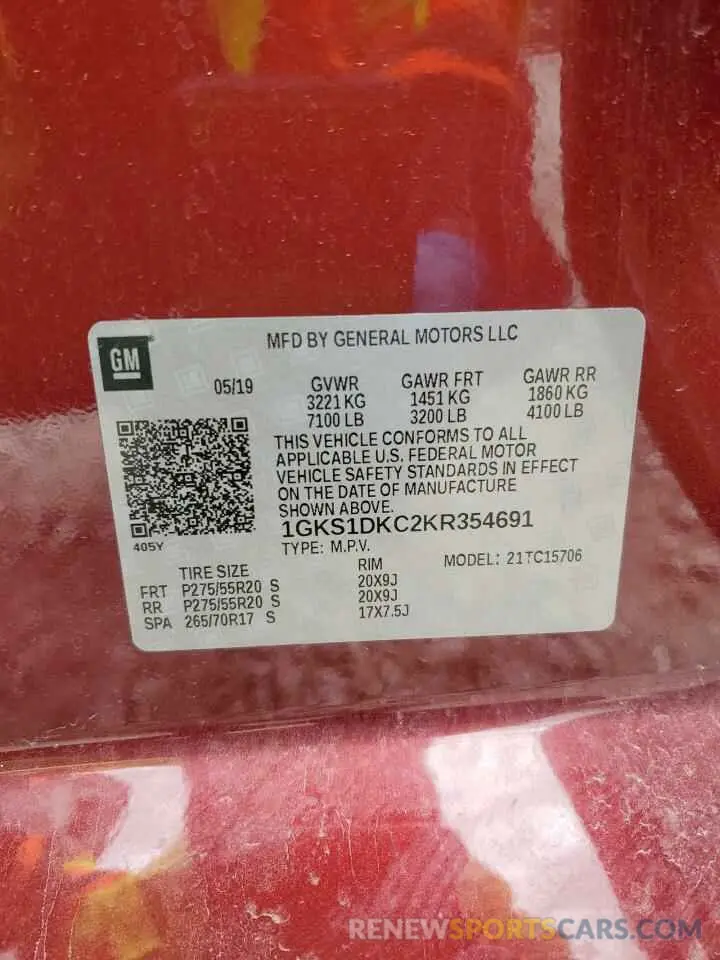 MFD BY GENERAL MOTORS LLC
GM
05/19
GVWR GAWR FRT GAWR RR
3221 KG 1451 KG 1860 KG
7100 LB 3200 LB 4100 LB
THIS VEHICLE CONFORMS TO ALL
APPLICABLE U.S. FEDERAL MOTOR
VEHICLE SAFETY STANDARDS IN EFFECT
ON THE DATE OF MANUFACTURE
SHOWN ABOVE.
1GKS1DKC2KR354691
405Y
TYPE: M.P.V. MODEL: 21TC15706
TIRE SIZE RIM
FRT P275/55R20 S 20X9J
RR P275/55R20 S 20X9J
SPA 265/70R17 S 17X7.5J
RENEWSPORTSCARS.COM